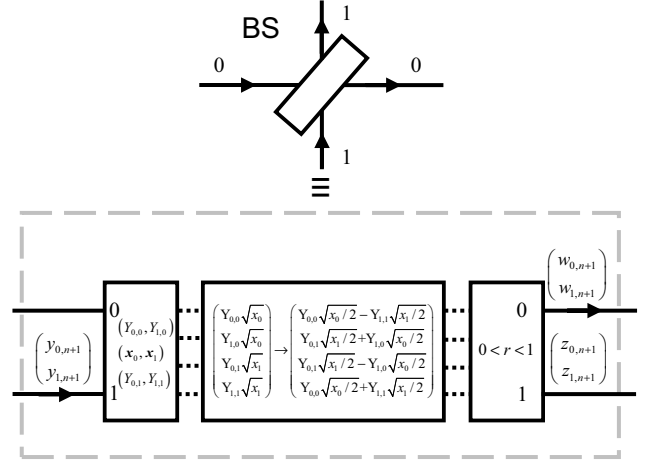 1
BS
0 0
1
≡
(w_{0,n+1}
w_{1,n+1})
0
(Y_{0,0}, Y_{1,0})
(x_0, x_1)
(Y_{0,1}, Y_{1,1})
1
(y_{0,n+1}
y_{1,n+1})
(Y_{0,0}√x_0
Y_{1,0}√x_0
Y_{0,1}√x_1
Y_{1,1}√x_1)
→
(Y_{0,0}√x_0/2 − Y_{1,1}√x_1/2
Y_{0,1}√x_1/2 + Y_{1,0}√x_0/2
Y_{0,1}√x_1/2 − Y_{1,0}√x_0/2
Y_{0,0}√x_0/2 + Y_{1,1}√x_1/2)
0
0 < r < 1
1
(z_{0,n+1}
z_{1,n+1})